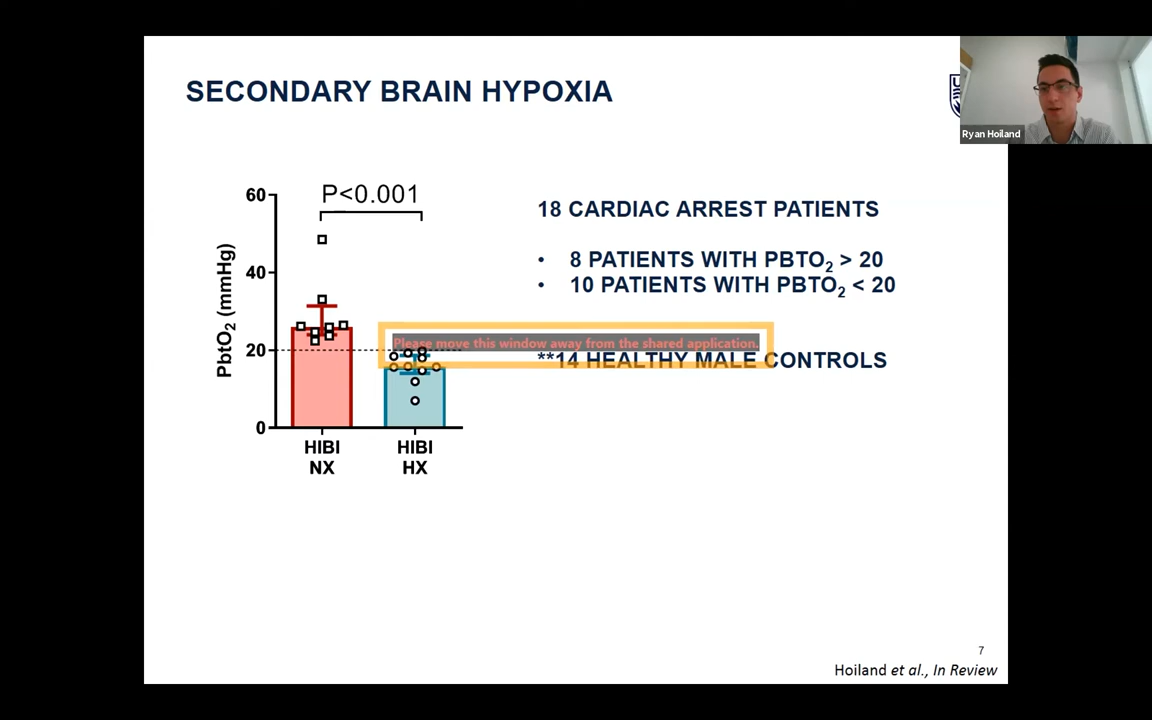 SECONDARY BRAIN HYPOXIA
Ryan Hoiland
P<0.001
60
40
20
0
PbtO₂ (mmHg)
HIBI
NX
HIBI
HX
18 CARDIAC ARREST PATIENTS
• 8 PATIENTS WITH PBTO₂ > 20
• 10 PATIENTS WITH PBTO₂ < 20
Please move this window away from the shared application.
**14 HEALTHY MALE CONTROLS
7
Hoiland et al., In Review